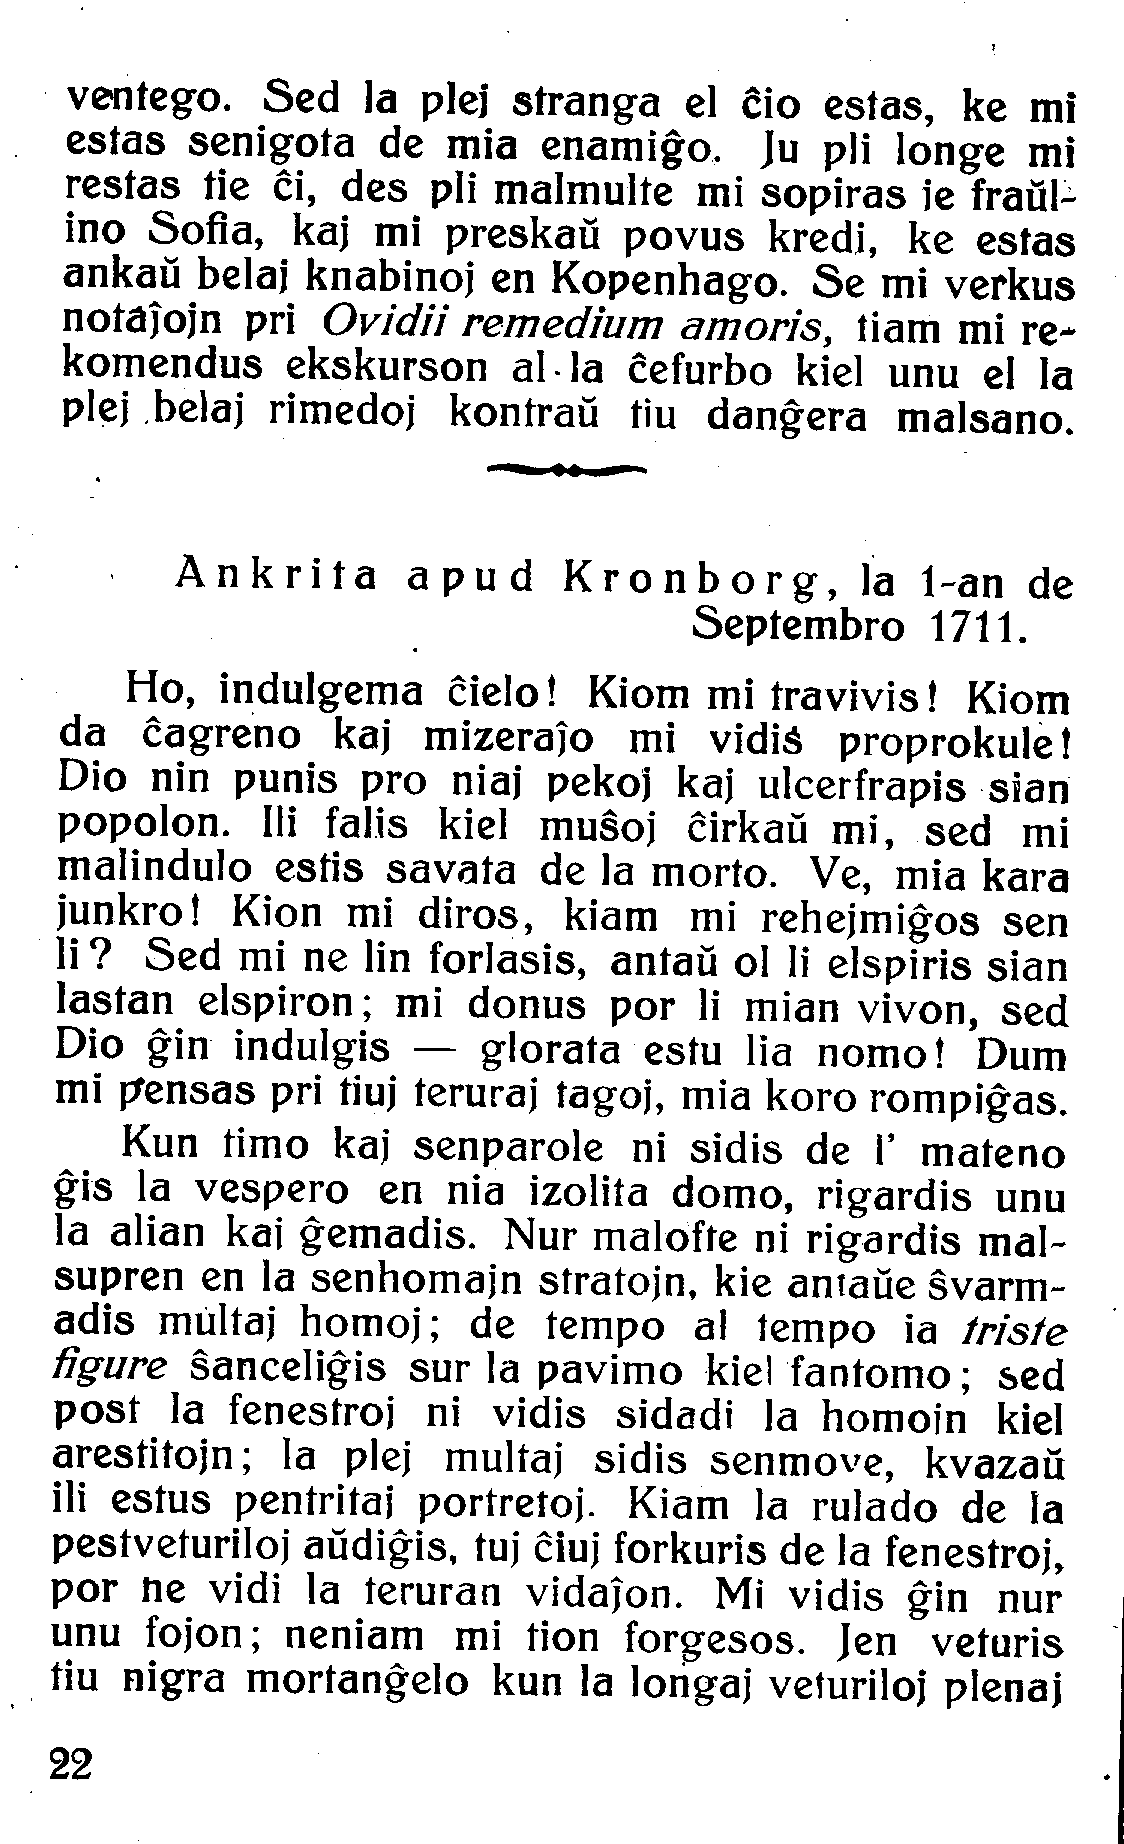 ventego. Sed la plej stranga el ĉio estas, ke mi
estas senigota de mia enamiĝo. Ju pli longe mi
restas tie ĉi, des pli malmulte mi sopiras je fraŭl-
ino Sofia, kaj mi preskaŭ povus kredi, ke estas
ankaŭ belaj knabinoj en Kopenhago. Se mi verkus
notaĵojn pri Ovidii remedium amoris, tiam mi re-
komendus ekskurson al la ĉefurbo kiel unu el la
plej belaj rimedoj kontraŭ tiu danĝera malsano.
Ankrita apud Kronborg, la 1-an de
Septembro 1711.
Ho, indulgema ĉielo! Kiom mi travivis! Kiom
da ĉagreno kaj mizeraĵo mi vidis proprokule!
Dio nin punis pro niaj pekoj kaj ulcerfrapis sian
popolon. Ili falis kiel muŝoj ĉirkaŭ mi, sed mi
malindulo estis savata de la morto. Ve, mia kara
junkro! Kion mi diros, kiam mi rehejmiĝos sen
li? Sed mi ne lin forlasis, antaŭ ol li elspiris sian
lastan elspiron; mi donus por li mian vivon, sed
Dio ĝin indulgis — glorata estu lia nomo! Dum
mi pensas pri tiuj teruraj tagoj, mia koro rompiĝas.
Kun timo kaj senparole ni sidis de l' mateno
ĝis la vespero en nia izolita domo, rigardis unu
la alian kaj ĝemadis. Nur malofte ni rigardis mal-
supren en la senhomajn stratojn, kie antaŭe ŝvarm-
adis multaj homoj; de tempo al tempo ia triste
figure ŝanceliĝis sur la pavimo kiel fantomo; sed
post la fenestroj ni vidis sidadi la homojn kiel
arestitojn; la plej multaj sidis senmove, kvazaŭ
ili estus pentritaj portretoj. Kiam la rulado de la
pestveturiloj aŭdiĝis, tuj ĉiuj forkuris de la fenestroj,
por ne vidi la teruran vidaĵon. Mi vidis ĝin nur
unu fojon; neniam mi tion forgesos. Jen veturis
tiu nigra mortanĝelo kun la longaj veturiloj plenaj
22